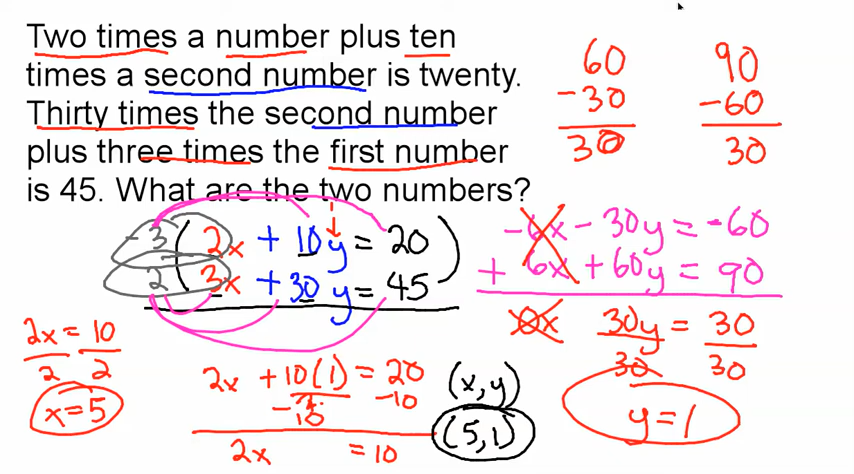 Two times a number plus ten
times a second number is twenty.
Thirty times the second number
plus three times the first number
is 45. What are the two numbers?
60
-30
30
90
-60
30
-3 ( 2x + 10y = 20 )
2 ( 3x + 30y = 45 )
-6x - 30y = -60
+ 6x + 60y = 90
0x 30y = 30
30 30
y = 1
2x + 10(1) = 20
-10 -10
2x = 10
2x = 10
2 2
x = 5
(x, y)
(5, 1)